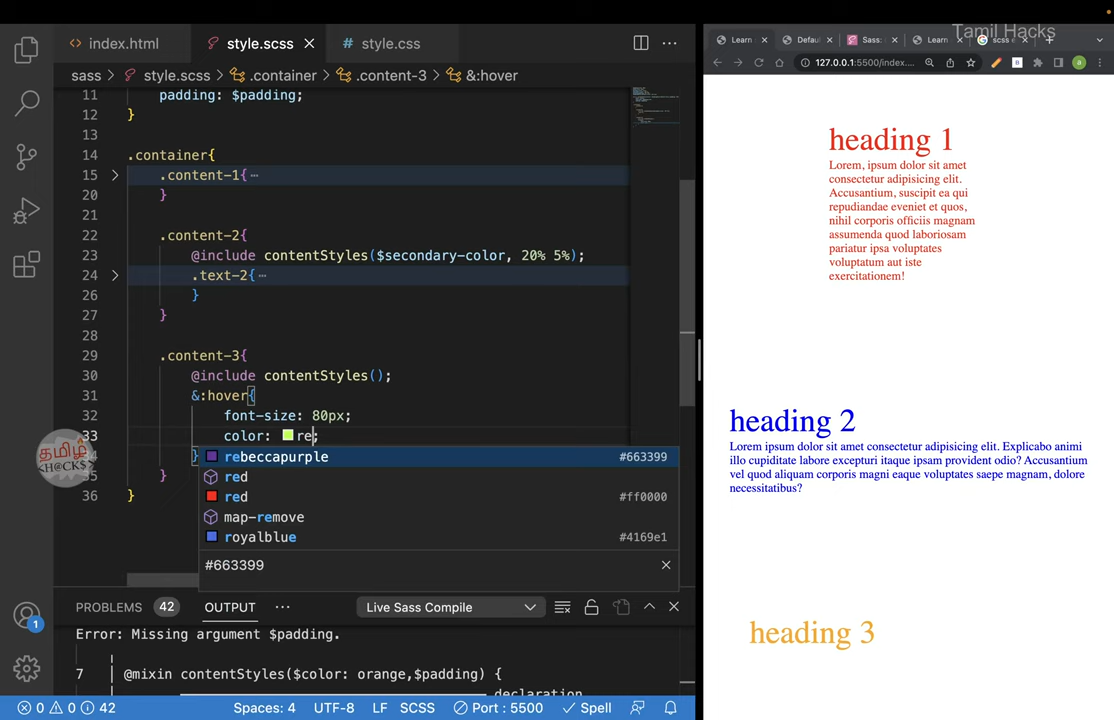 Tamil Hacks
index.html
style.scss
style.css
sass > style.scss > .container > .content-3 > &:hover
Learn
Defau
Sass:
Learn
scss e
127.0.0.1:5500/index....
11 padding: $padding;
12 }
13
14 .container{
15 .content-1{ ⋯
20 }
21
22 .content-2{
23 @include contentStyles($secondary-color, 20% 5%);
24 .text-2{ ⋯
26 }
27 }
28
29 .content-3{
30 @include contentStyles();
31 &:hover{
32 font-size: 80px;
33 color: re;
}
}
36 }
rebeccapurple #663399
red
red #ff0000
map-remove
royalblue #4169e1
#663399
தமிழ்
HACKS
PROBLEMS 42 OUTPUT ⋯ Live Sass Compile
Error: Missing argument $padding.
7 @mixin contentStyles($color: orange,$padding) {
declaration
1
0 0 42 Spaces: 4 UTF-8 LF SCSS Port : 5500 Spell
heading 1
Lorem, ipsum dolor sit amet
consectetur adipisicing elit.
Accusantium, suscipit ea qui
repudiandae eveniet et quos,
nihil corporis officiis magnam
assumenda quod laboriosam
pariatur ipsa voluptates
voluptatum aut iste
exercitationem!
heading 2
Lorem ipsum dolor sit amet consectetur adipisicing elit. Explicabo animi
illo cupiditate labore excepturi itaque ipsam provident odio? Accusantium
vel quod aliquam corporis magni eaque voluptates saepe magnam, dolore
necessitatibus?
heading 3